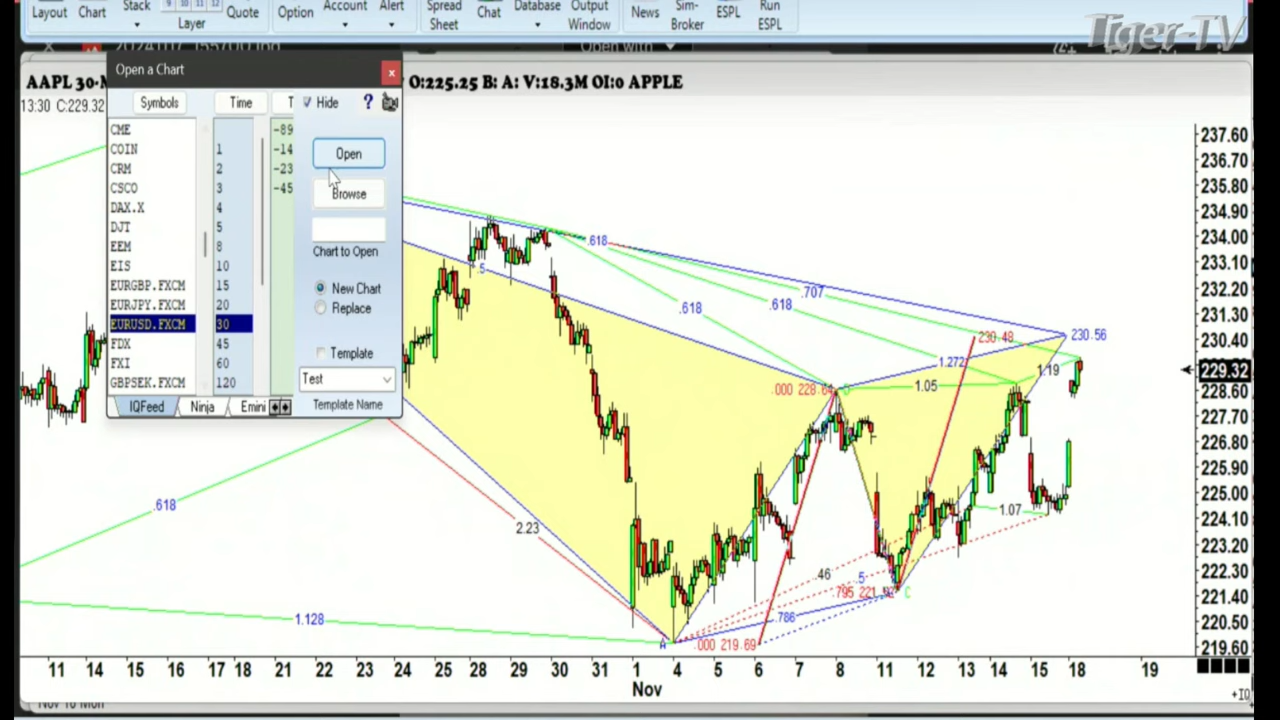 Layout
Chart
Stack
9 10 11 12
Layer
Quote
Option
Account
Alert
Spread
Sheet
Chat
Database
Output
Window
News
Sim-
Broker
ESPL
Run
ESPL
Tiger-TV
Open with
Open a Chart
x
AAPL 30-
O:225.25 B: A: V:18.3M OI:0 APPLE
13:30 C:229.32
Symbols
Time
T
Hide
?
CME
COIN
CRM
CSCO
DAX.X
DJT
EEM
EIS
EURGBP.FXCM
EURJPY.FXCM
EURUSD.FXCM
FDX
FXI
GBPSEK.FXCM
1
2
3
4
5
8
10
15
20
30
45
60
120
-89
-14
-23
-45
Open
Browse
Chart to Open
New Chart
Replace
Template
Test
Template Name
IQFeed
Ninja
Emini
.618
.5
.618
.618
.707
230.48
230.56
1.272
1.19
1.05
.000 228.64
.618
2.23
1.07
.46
.5
.786
1.128
A
.000 219.69
C
237.60
236.70
235.80
234.90
234.00
233.10
232.20
231.30
230.40
229.32
228.60
227.70
226.80
225.90
225.00
224.10
223.20
222.30
221.40
220.50
219.60
11
14
15
16
17
18
21
22
23
24
25
28
29
30
31
1
4
5
6
7
8
11
12
13
14
15
18
19
Nov
+IQ